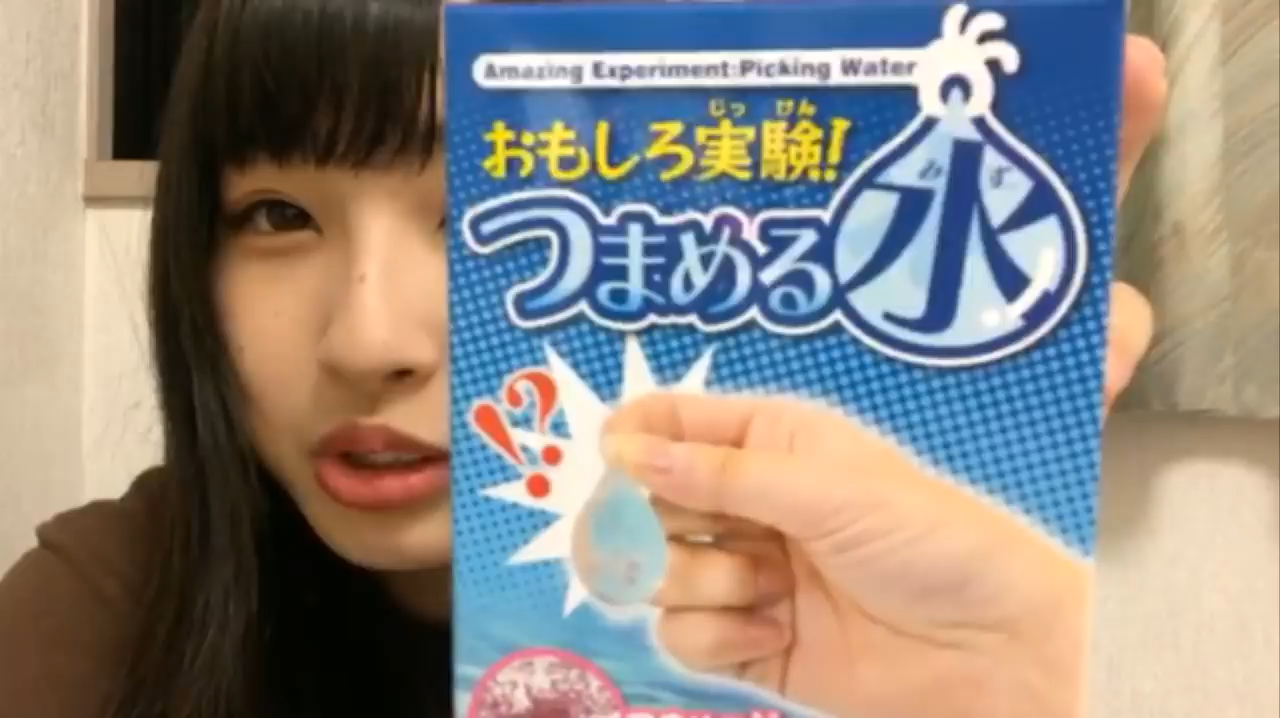 Amazing Experiment:Picking Water
じっ けん
おもしろ実験!
み ず
つまめる水
!?